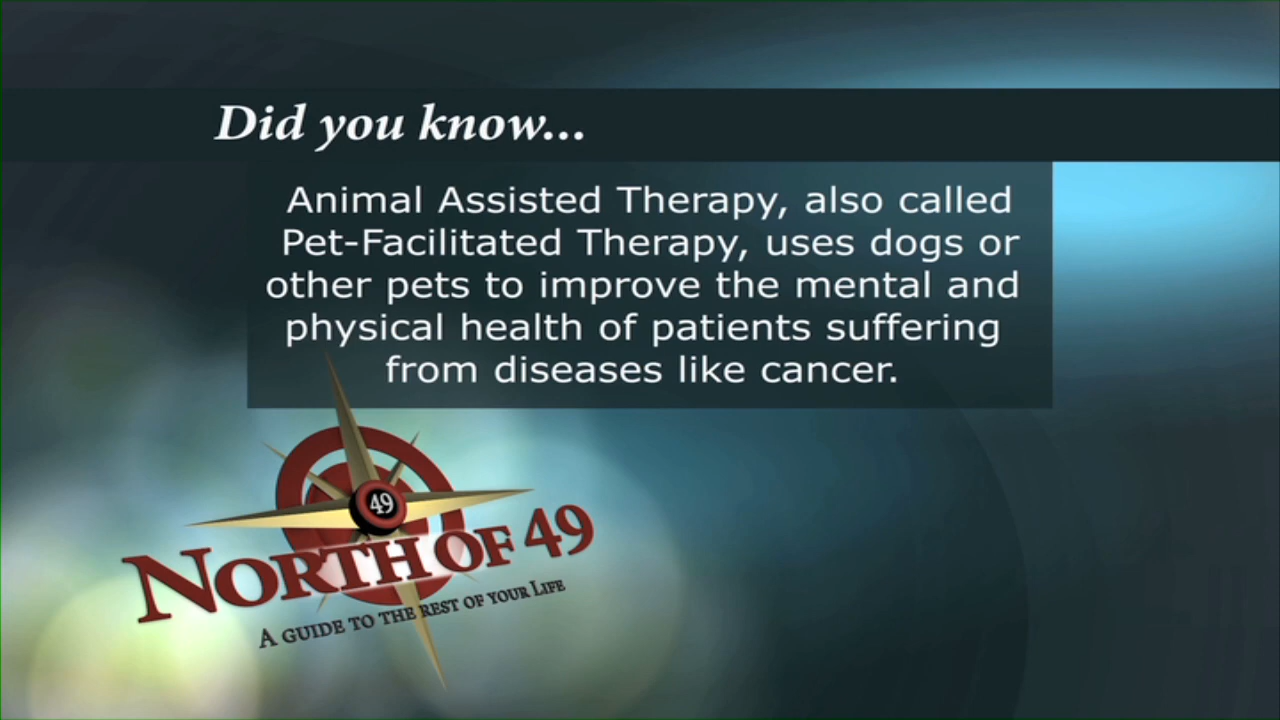 Did you know...
Animal Assisted Therapy, also called
Pet-Facilitated Therapy, uses dogs or
other pets to improve the mental and
physical health of patients suffering
from diseases like cancer.
49
NORTH OF 49
A GUIDE TO THE REST OF YOUR LIFE